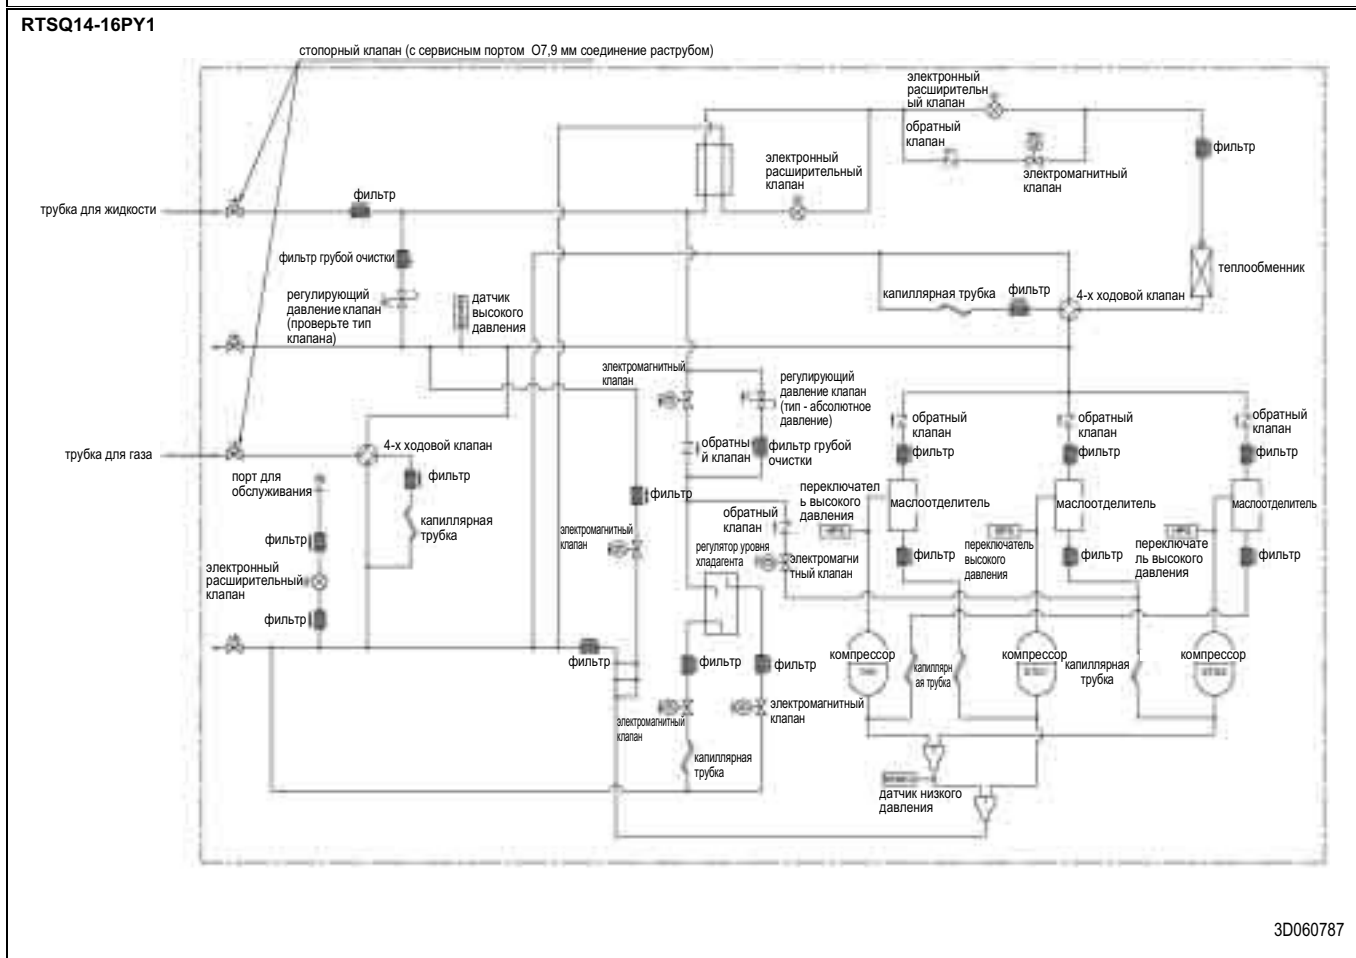 RTSQ14-16PY1
стопорный клапан (с сервисным портом O7,9 мм соединение раструбом)
электронный
расширительн
ый клапан
обратный
клапан
электронный
расширительный
клапан
электромагнитный
клапан
фильтр
фильтр
трубка для жидкости
фильтр грубой очистки
теплообменник
регулирующий
давление клапан
(проверьте тип
клапана)
датчик
высокого
давления
капиллярная трубка
фильтр
4-х ходовой клапан
электромагнитный
клапан
регулирующий
давление клапан
(тип - абсолютное
давление)
обратный
клапан
обратный
клапан
обратный
клапан
трубка для газа
4-х ходовой клапан
обратны
й клапан
фильтр грубой
очистки
фильтр
фильтр
фильтр
порт для
обслуживания
фильтр
переключател
ь высокого
давления
маслоотделитель
маслоотделитель
маслоотделитель
фильтр
капиллярная
трубка
обратный
клапан
электромагнитный
клапан
фильтр
регулятор уровня
хладагента
электромагни
тный клапан
фильтр
переключатель
высокого
давления
фильтр
переключате
ль высокого
давления
фильтр
электронный
расширительный
клапан
фильтр
фильтр
фильтр
фильтр
компрессор
капиллярн
ая трубка
компрессор
капиллярная
трубка
компрессор
электромагнитный
клапан
электромагнитный
клапан
капиллярная
трубка
датчик низкого
давления
3D060787